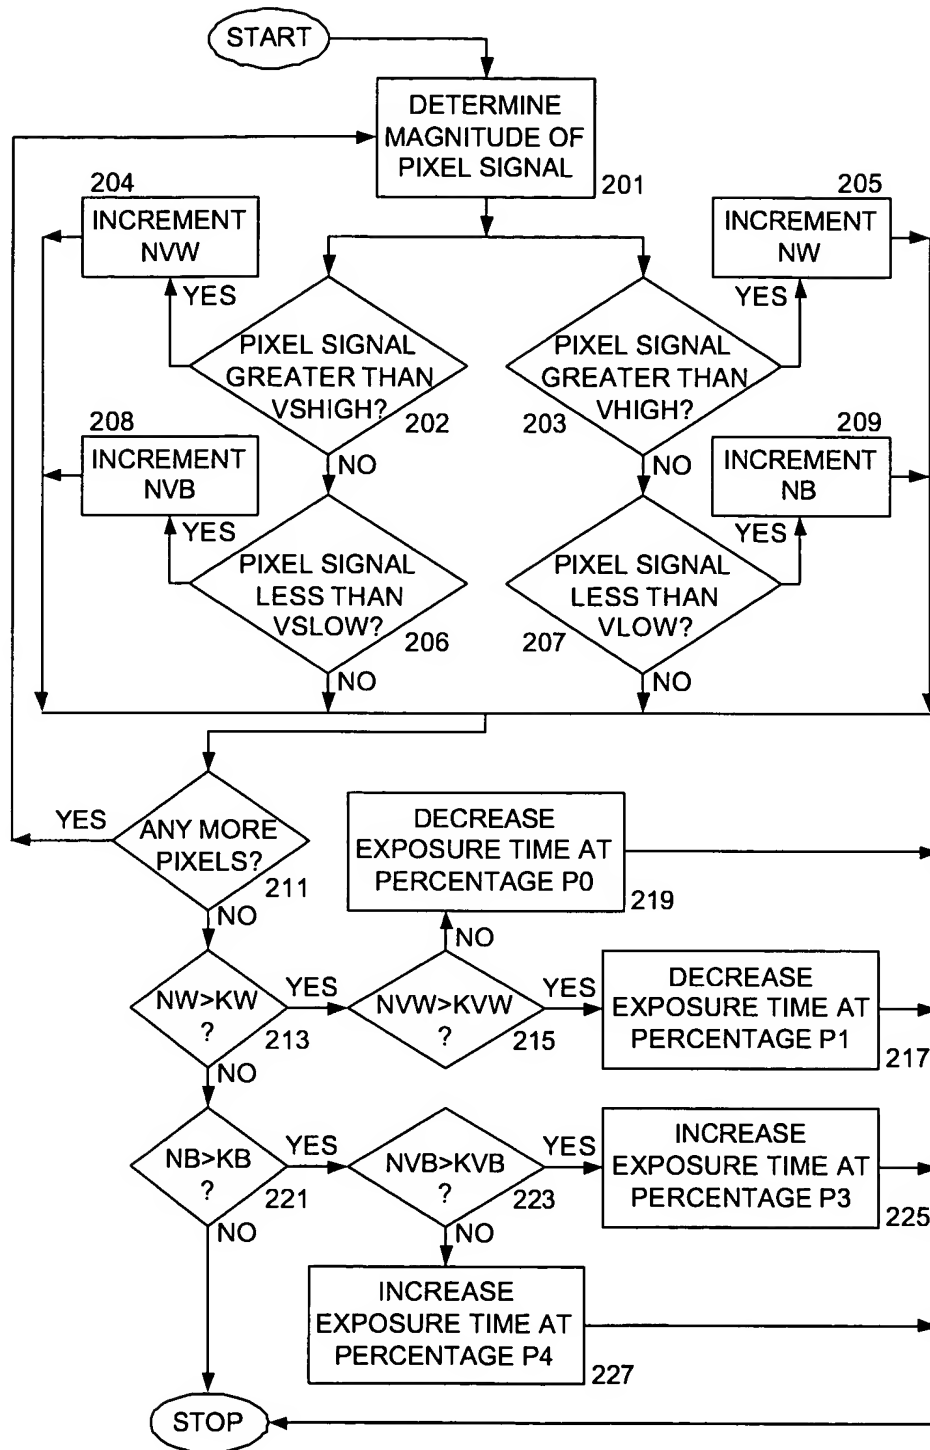 START
DETERMINE
MAGNITUDE OF
PIXEL SIGNAL
201
204
INCREMENT
NVW
YES
205
INCREMENT
NW
YES
PIXEL SIGNAL
GREATER THAN
VSHIGH?
202
NO
PIXEL SIGNAL
GREATER THAN
VHIGH?
203
NO
208
INCREMENT
NVB
YES
209
INCREMENT
NB
YES
PIXEL SIGNAL
LESS THAN
VSLOW?
206
NO
PIXEL SIGNAL
LESS THAN
VLOW?
207
NO
YES
ANY MORE
PIXELS?
211
NO
DECREASE
EXPOSURE TIME AT
PERCENTAGE P0
219
NO
NW>KW
?
213
YES
NO
NVW>KVW
?
215
YES
DECREASE
EXPOSURE TIME AT
PERCENTAGE P1
217
NB>KB
?
221
YES
NO
NVB>KVB
?
223
YES
NO
INCREASE
EXPOSURE TIME AT
PERCENTAGE P3
225
INCREASE
EXPOSURE TIME AT
PERCENTAGE P4
227
STOP